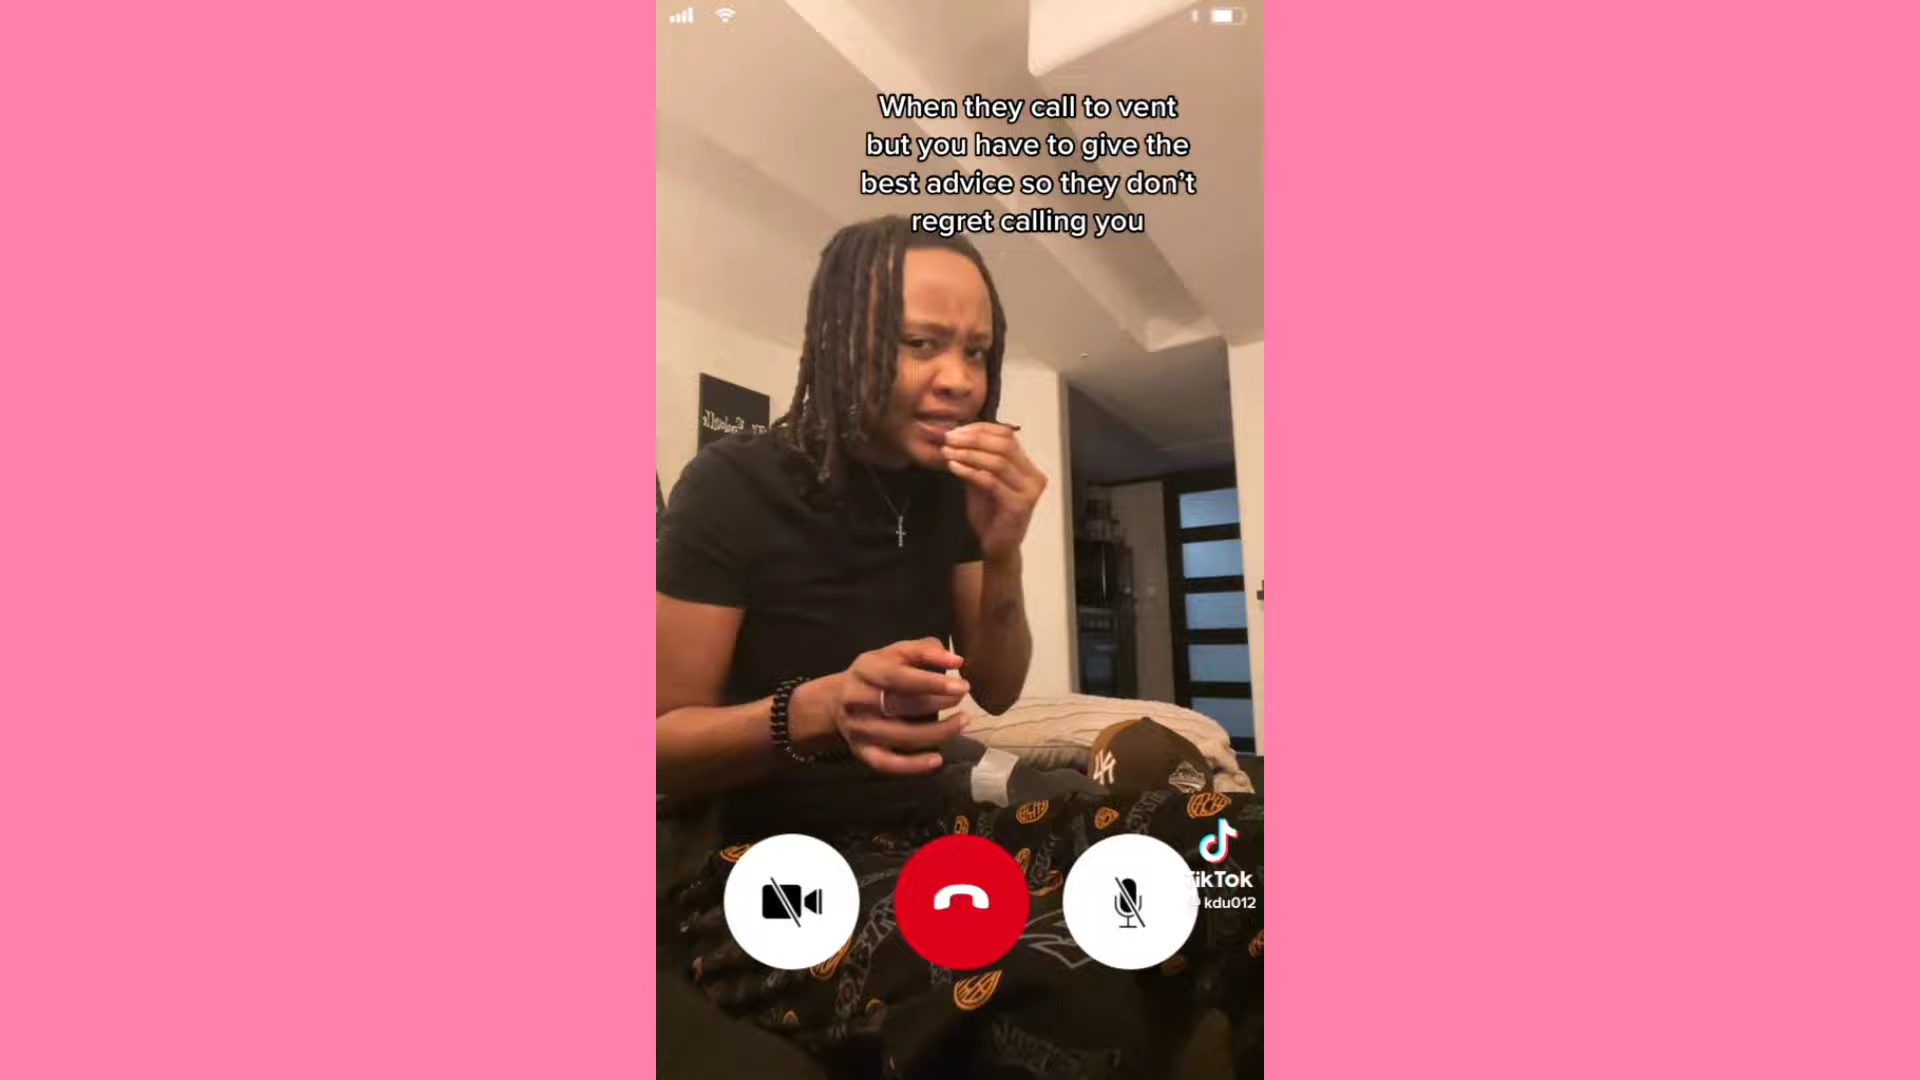 When they call to vent
but you have to give the
best advice so they don't
regret calling you
TikTok
kdu012